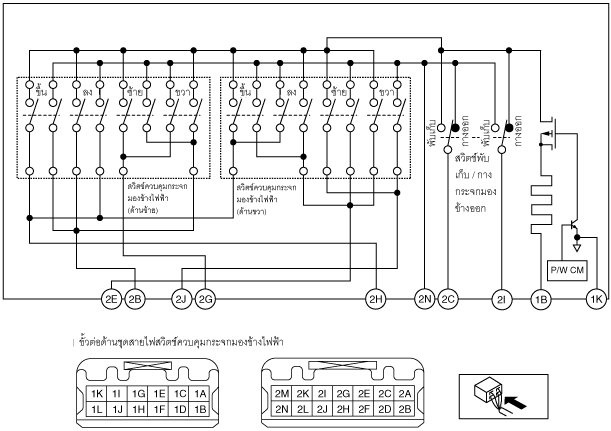 ขึ้น ลง ซ้าย ขวา ขึ้น ลง ซ้าย ขวา
พับเก็บ กางออก พับเก็บ กางออก
สวิตช์ควบคุมกระจก
มองข้างไฟฟ้า
(ด้านซ้าย)
สวิตช์ควบคุมกระจก
มองข้างไฟฟ้า
(ด้านขวา)
สวิตช์พับ
เก็บ / กาง
กระจกมอง
ข้างออก
P/W CM
2E 2B 2J 2G 2H 2N 2C 2I 1B 1K
ขั้วต่อด้านชุดสายไฟสวิตช์ควบคุมกระจกมองข้างไฟฟ้า
1K 1I 1G 1E 1C 1A
1L 1J 1H 1F 1D 1B
2M 2K 2I 2G 2E 2C 2A
2N 2L 2J 2H 2F 2D 2B